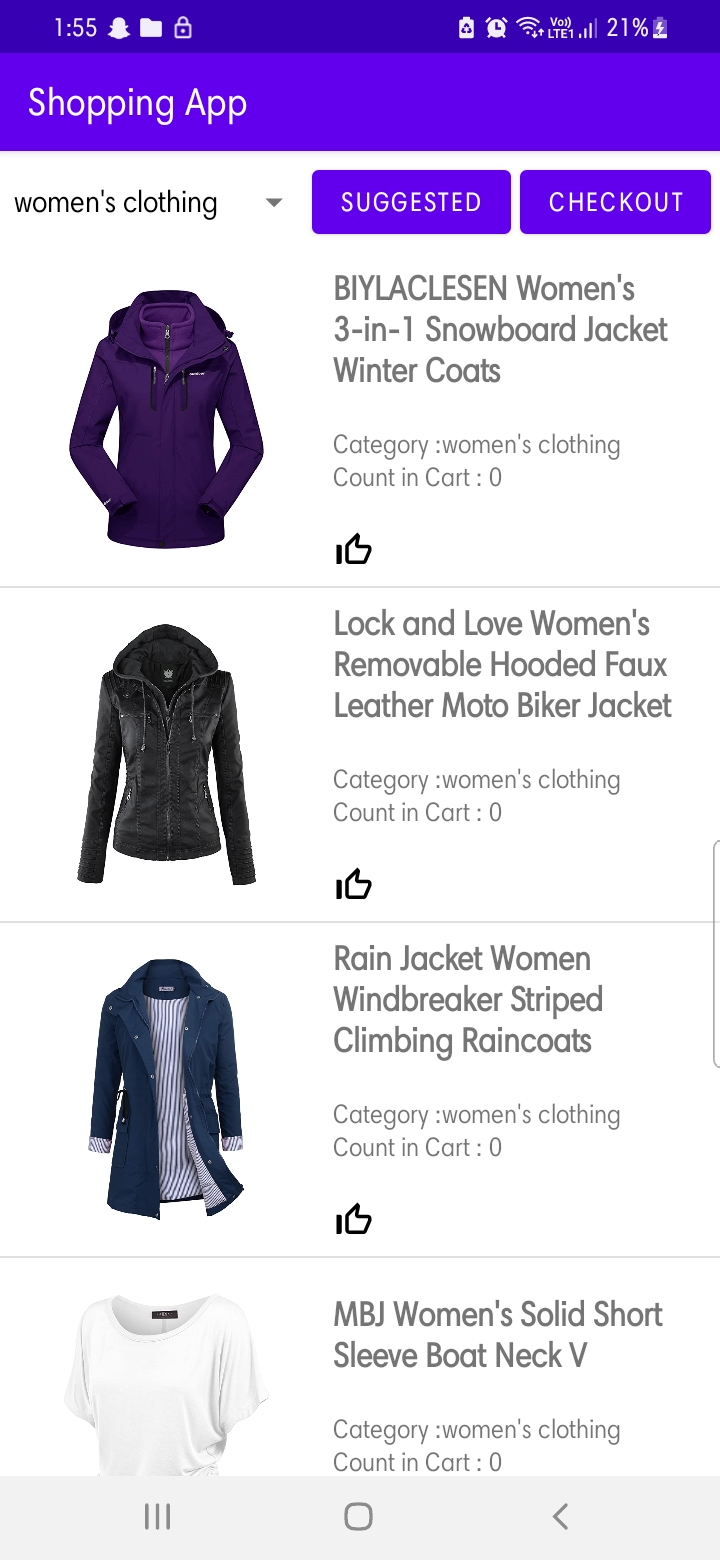 1:55
Vo))
LTE1
21%
Shopping App
women's clothing
SUGGESTED
CHECKOUT
BIYLACLESEN Women's
3-in-1 Snowboard Jacket
Winter Coats
Category :women's clothing
Count in Cart : 0
Lock and Love Women's
Removable Hooded Faux
Leather Moto Biker Jacket
Category :women's clothing
Count in Cart : 0
Rain Jacket Women
Windbreaker Striped
Climbing Raincoats
Category :women's clothing
Count in Cart : 0
MBJ Women's Solid Short
Sleeve Boat Neck V
Category :women's clothing
Count in Cart : 0